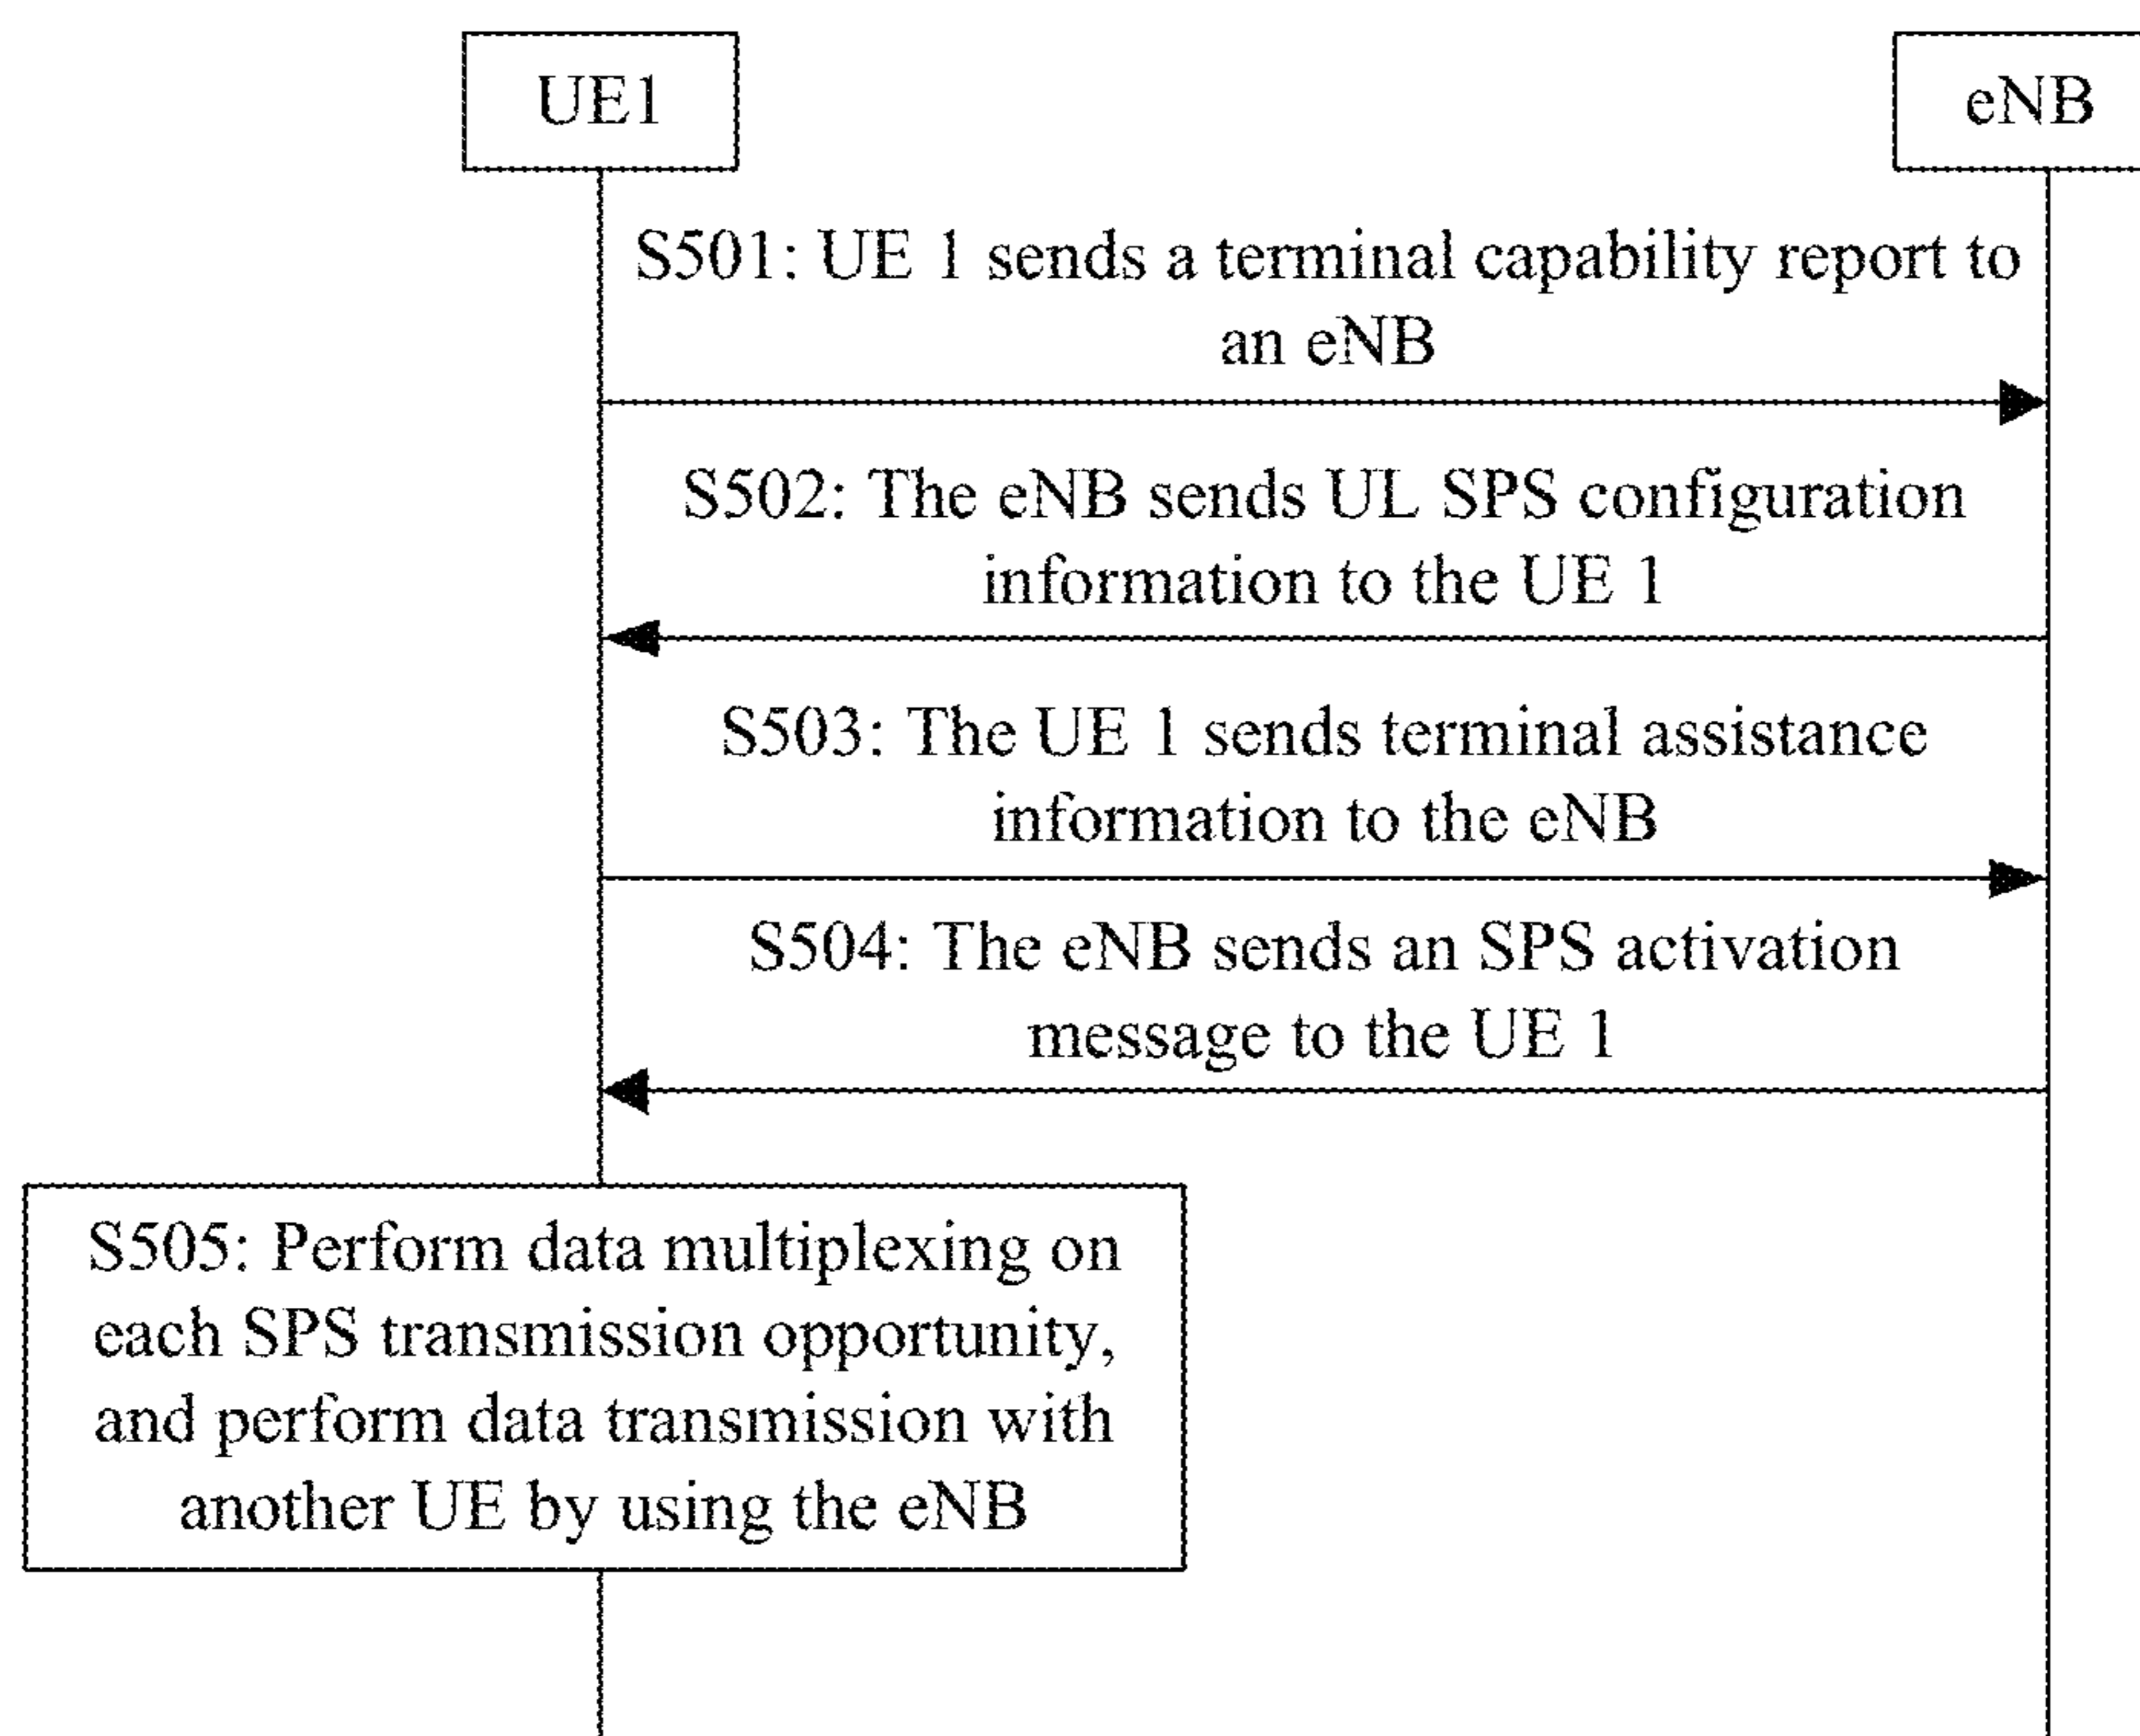 UE1
eNB
S501: UE 1 sends a terminal capability report to
an eNB
S502: The eNB sends UL SPS configuration
information to the UE 1
S503: The UE 1 sends terminal assistance
information to the eNB
S504: The eNB sends an SPS activation
message to the UE 1
S505: Perform data multiplexing on
each SPS transmission opportunity,
and perform data transmission with
another UE by using the eNB